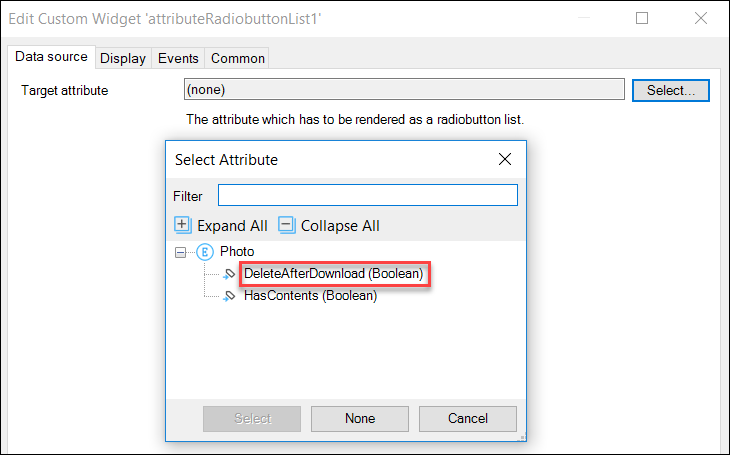 Edit Custom Widget 'attributeRadiobuttonList1'
Data source Display Events Common
Target attribute (none) Select...
The attribute which has to be rendered as a radiobutton list.
Select Attribute
Filter
Expand All Collapse All
E Photo
DeleteAfterDownload (Boolean)
HasContents (Boolean)
Select None Cancel